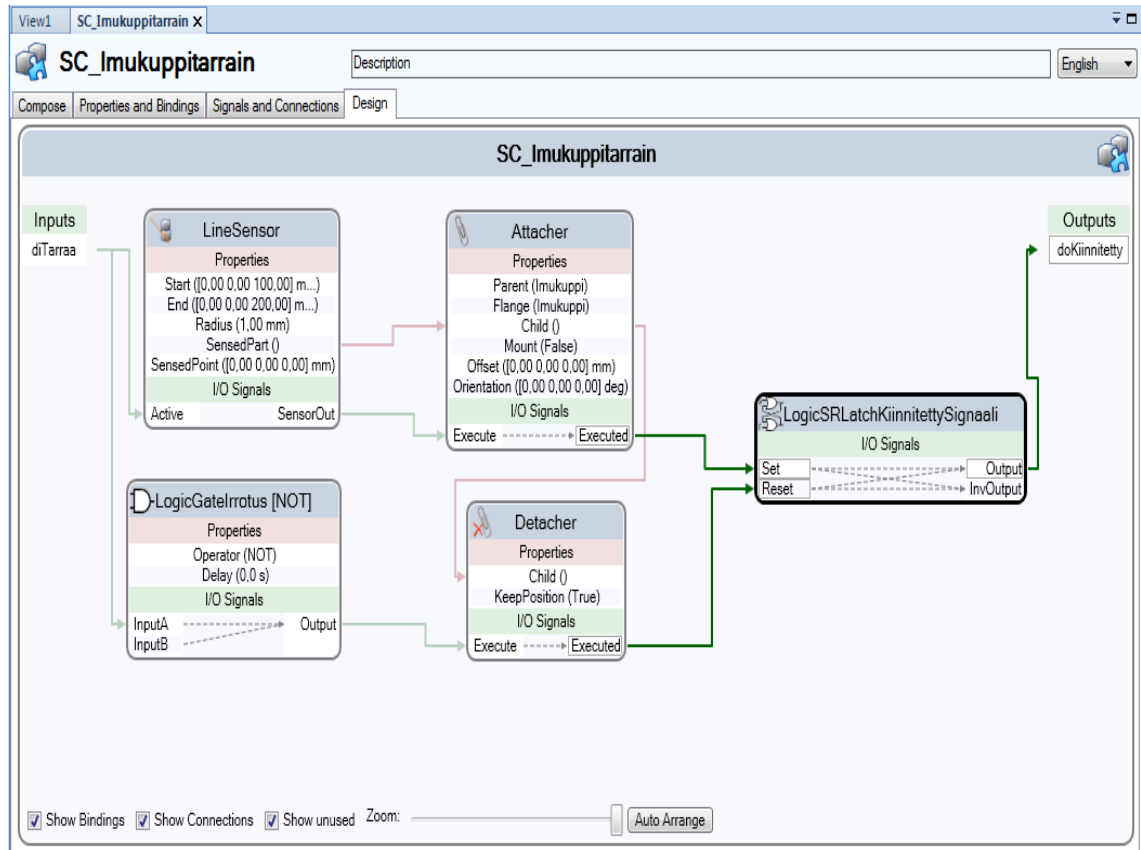 View1 SC_Imukuppitarrain X
SC_Imukuppitarrain
Description
English
Compose Properties and Bindings Signals and Connections Design
SC_Imukuppitarrain
Inputs
diTarraa
LineSensor
Properties
Start ([0,00 0,00 100,00] m...)
End ([0,00 0,00 200,00] m...)
Radius (1,00 mm)
SensedPart ()
SensedPoint ([0,00 0,00 0,00] mm)
I/O Signals
Active SensorOut
Attacher
Properties
Parent (Imukuppi)
Flange (Imukuppi)
Child ()
Mount (False)
Offset ([0,00 0,00 0,00] mm)
Orientation ([0,00 0,00 0,00] deg)
I/O Signals
Execute Executed
Outputs
doKiinnitetty
LogicSRLatchKiinnitettySignaali
I/O Signals
Set Output
Reset InvOutput
LogicGateIrrotus [NOT]
Properties
Operator (NOT)
Delay (0,0 s)
I/O Signals
InputA Output
InputB
Detacher
Properties
Child ()
KeepPosition (True)
I/O Signals
Execute Executed
Show Bindings Show Connections Show unused Zoom: Auto Arrange